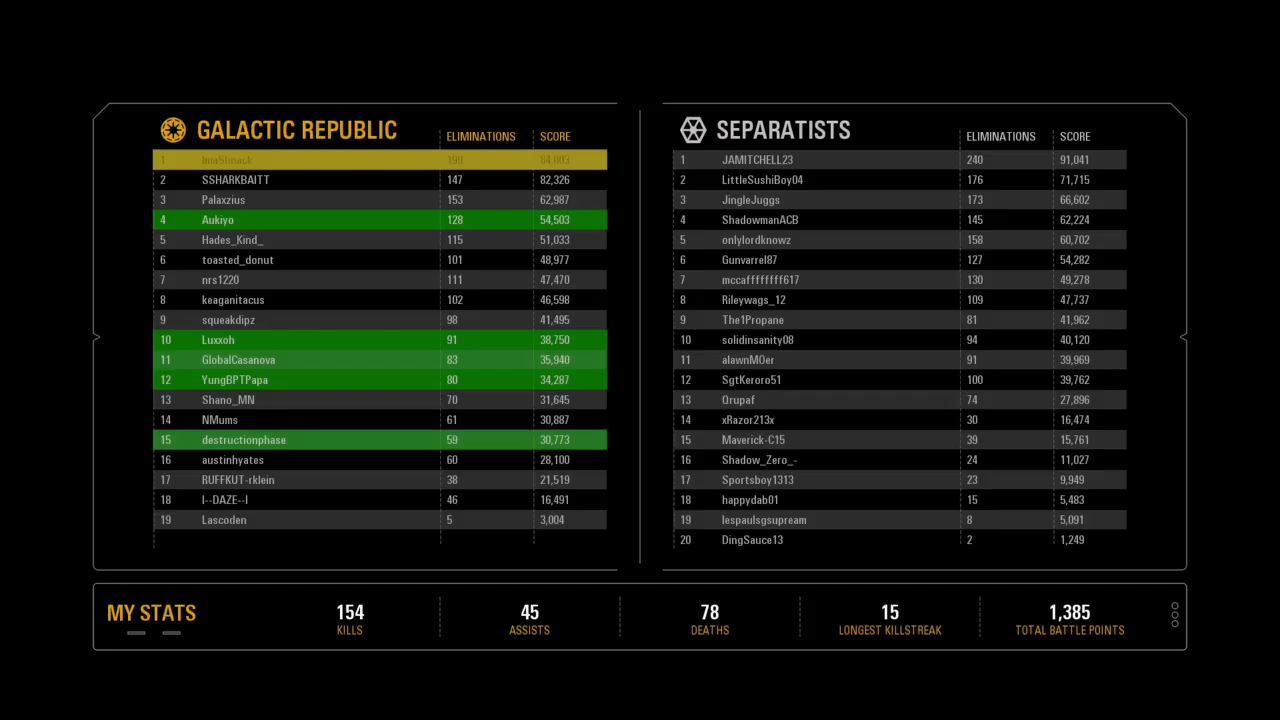 GALACTIC REPUBLIC ELIMINATIONS SCORE
1 ImaShnack 199 84,803
2 SSHARKBAITT 147 82,326
3 Palaxzius 153 62,987
4 Aukiyo 128 54,503
5 Hades_Kind_ 115 51,033
6 toasted_donut 101 48,977
7 nrs1220 111 47,470
8 keaganitacus 102 46,598
9 squeakdipz 98 41,495
10 Luxxoh 91 38,750
11 GlobalCasanova 83 35,940
12 YungBPTPapa 80 34,287
13 Shano_MN 70 31,645
14 NMums 61 30,887
15 destructionphase 59 30,773
16 austinhyates 60 28,100
17 RUFFKUT-rklein 38 21,519
18 I--DAZE--I 46 16,491
19 Lascoden 5 3,004
SEPARATISTS ELIMINATIONS SCORE
1 JAMITCHELL23 240 91,041
2 LittleSushiBoy04 176 71,715
3 JingleJuggs 173 66,602
4 ShadowmanACB 145 62,224
5 onlylordknowz 158 60,702
6 Gunvarrel87 127 54,282
7 mccaffffffff617 130 49,278
8 Rileywags_12 109 47,737
9 The1Propane 81 41,962
10 solidinsanity08 94 40,120
11 alawnMOer 91 39,969
12 SgtKeroro51 100 39,762
13 Qrupaf 74 27,896
14 xRazor213x 30 16,474
15 Maverick-C15 39 15,761
16 Shadow_Zero_- 24 11,027
17 Sportsboy1313 23 9,949
18 happydab01 15 5,483
19 lespaulsgsupream 8 5,091
20 DingSauce13 2 1,249
MY STATS
154 KILLS
45 ASSISTS
78 DEATHS
15 LONGEST KILLSTREAK
1,385 TOTAL BATTLE POINTS